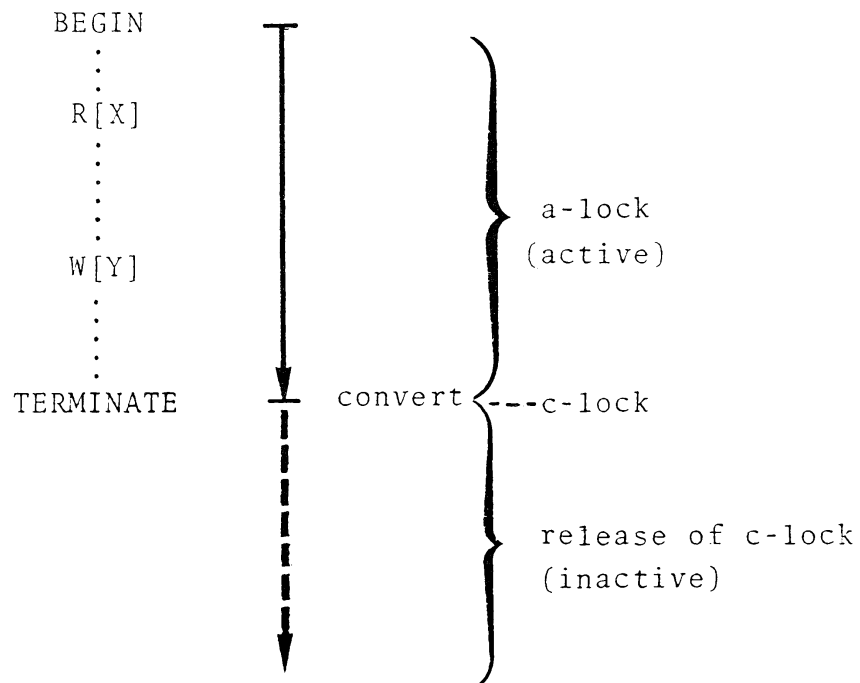 BEGIN
R[X]
W[Y]
TERMINATE
convert
a-lock
(active)
---c-lock
release of c-lock
(inactive)